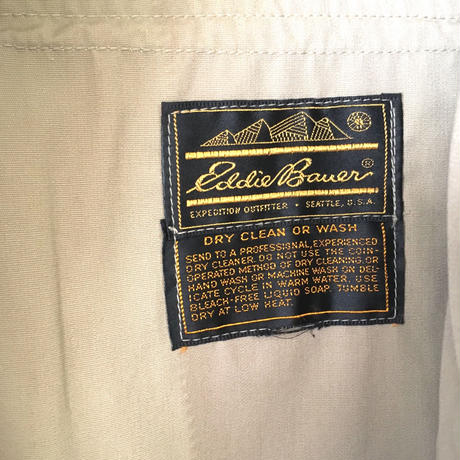 Eddie Bauer®
EXPEDITION OUTFITTER • SEATTLE, U.S.A.
DRY CLEAN OR WASH
SEND TO A PROFESSIONAL, EXPERIENCED
DRY CLEANER. DO NOT USE THE COIN-
OPERATED METHOD OF DRY CLEANING, OR
HAND WASH OR MACHINE WASH ON DEL-
ICATE CYCLE IN WARM WATER. USE
BLEACH-FREE LIQUID SOAP. TUMBLE
DRY AT LOW HEAT.